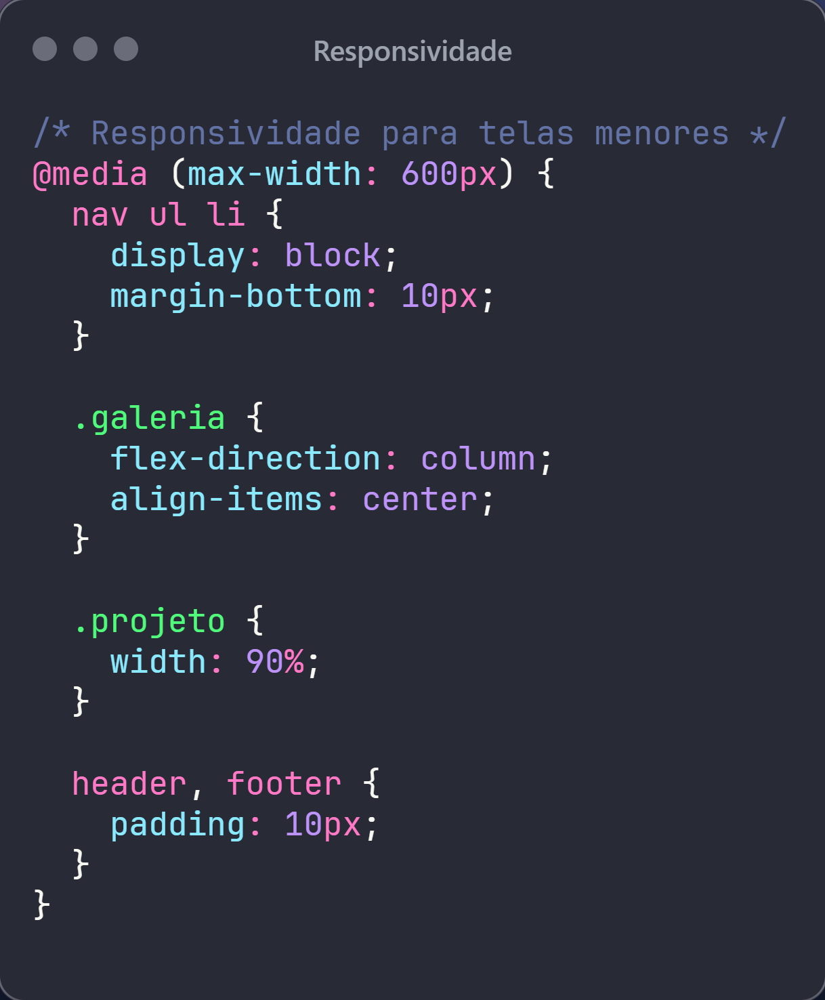 Responsividade
/* Responsividade para telas menores */
@media (max-width: 600px) {
  nav ul li {
    display: block;
    margin-bottom: 10px;
  }

  .galeria {
    flex-direction: column;
    align-items: center;
  }

  .projeto {
    width: 90%;
  }

  header, footer {
    padding: 10px;
  }
}